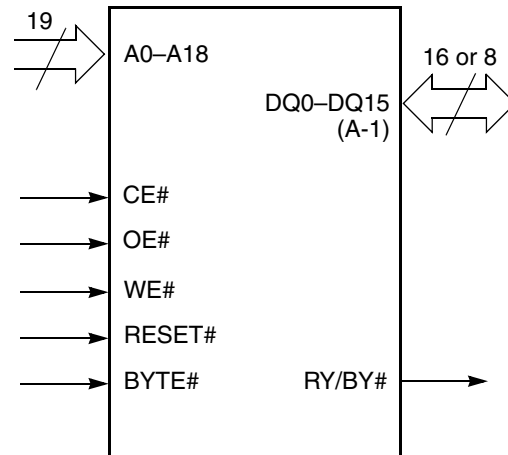 19
A0–A18
16 or 8
DQ0–DQ15
(A-1)
CE#
OE#
WE#
RESET#
BYTE#
RY/BY#